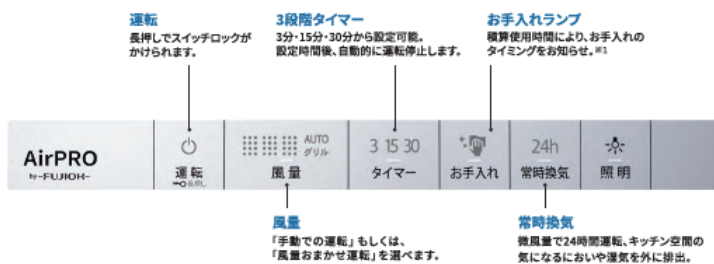 運転
長押しでスイッチロックが
かけられます。
3段階タイマー
3分・15分・30分から設定可能。
設定時間後、自動的に運転停止します。
お手入れランプ
積算使用時間により、お手入れの
タイミングをお知らせ。※1
AirPRO
by-FUJIOH-
運転
長押し
AUTO
グリル
風量
3 15 30
タイマー
お手入れ
24h
常時換気
照明
風量
「手動での運転」もしくは、
「風量おまかせ運転」を選べます。
常時換気
微風量で24時間運転、キッチン空間の
気になるにおいや湿気を外に排出。